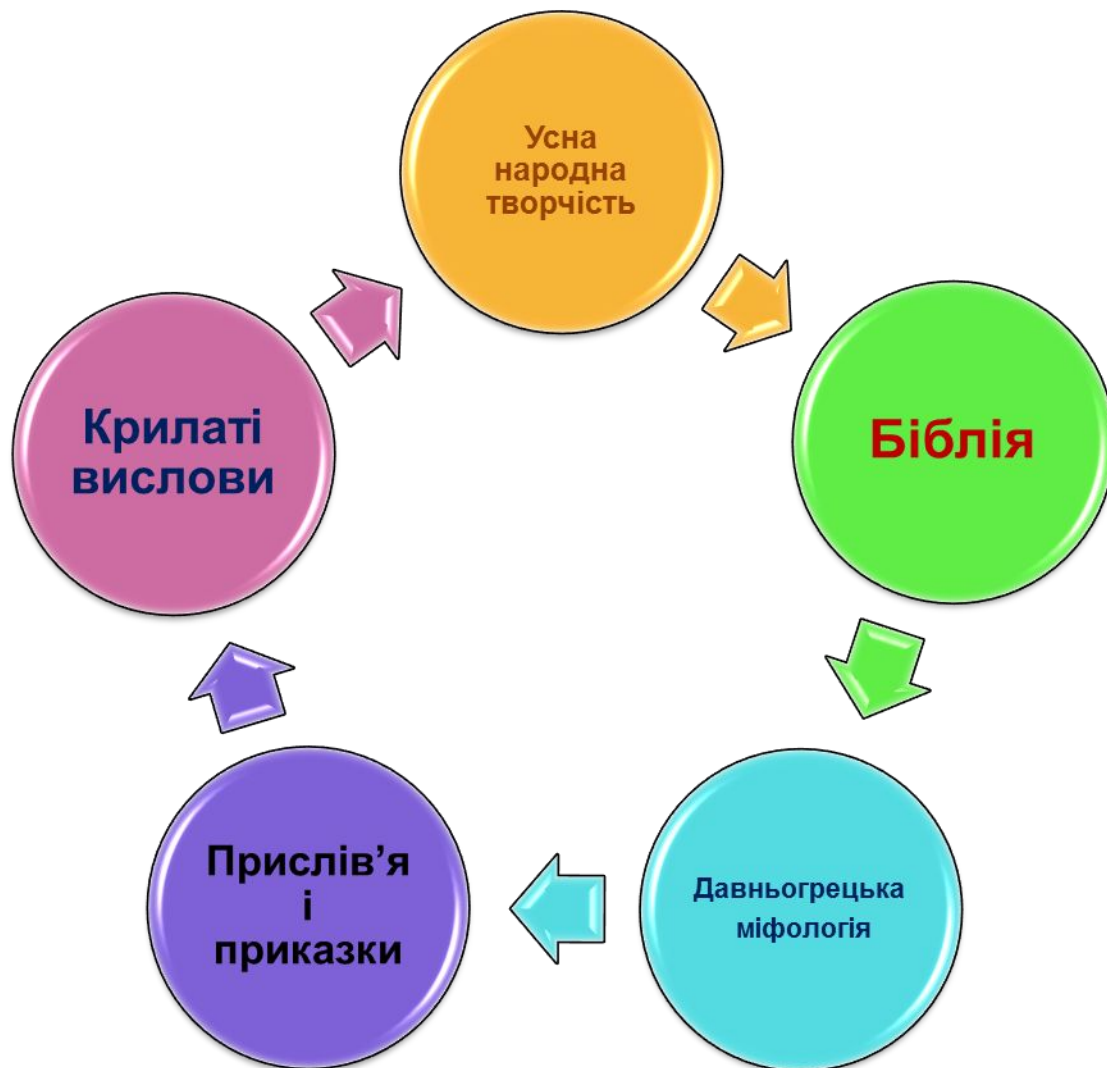 Усна
народна
творчість
Біблія
Давньогрецька
міфологія
Прислів’я
і
приказки
Крилаті
вислови